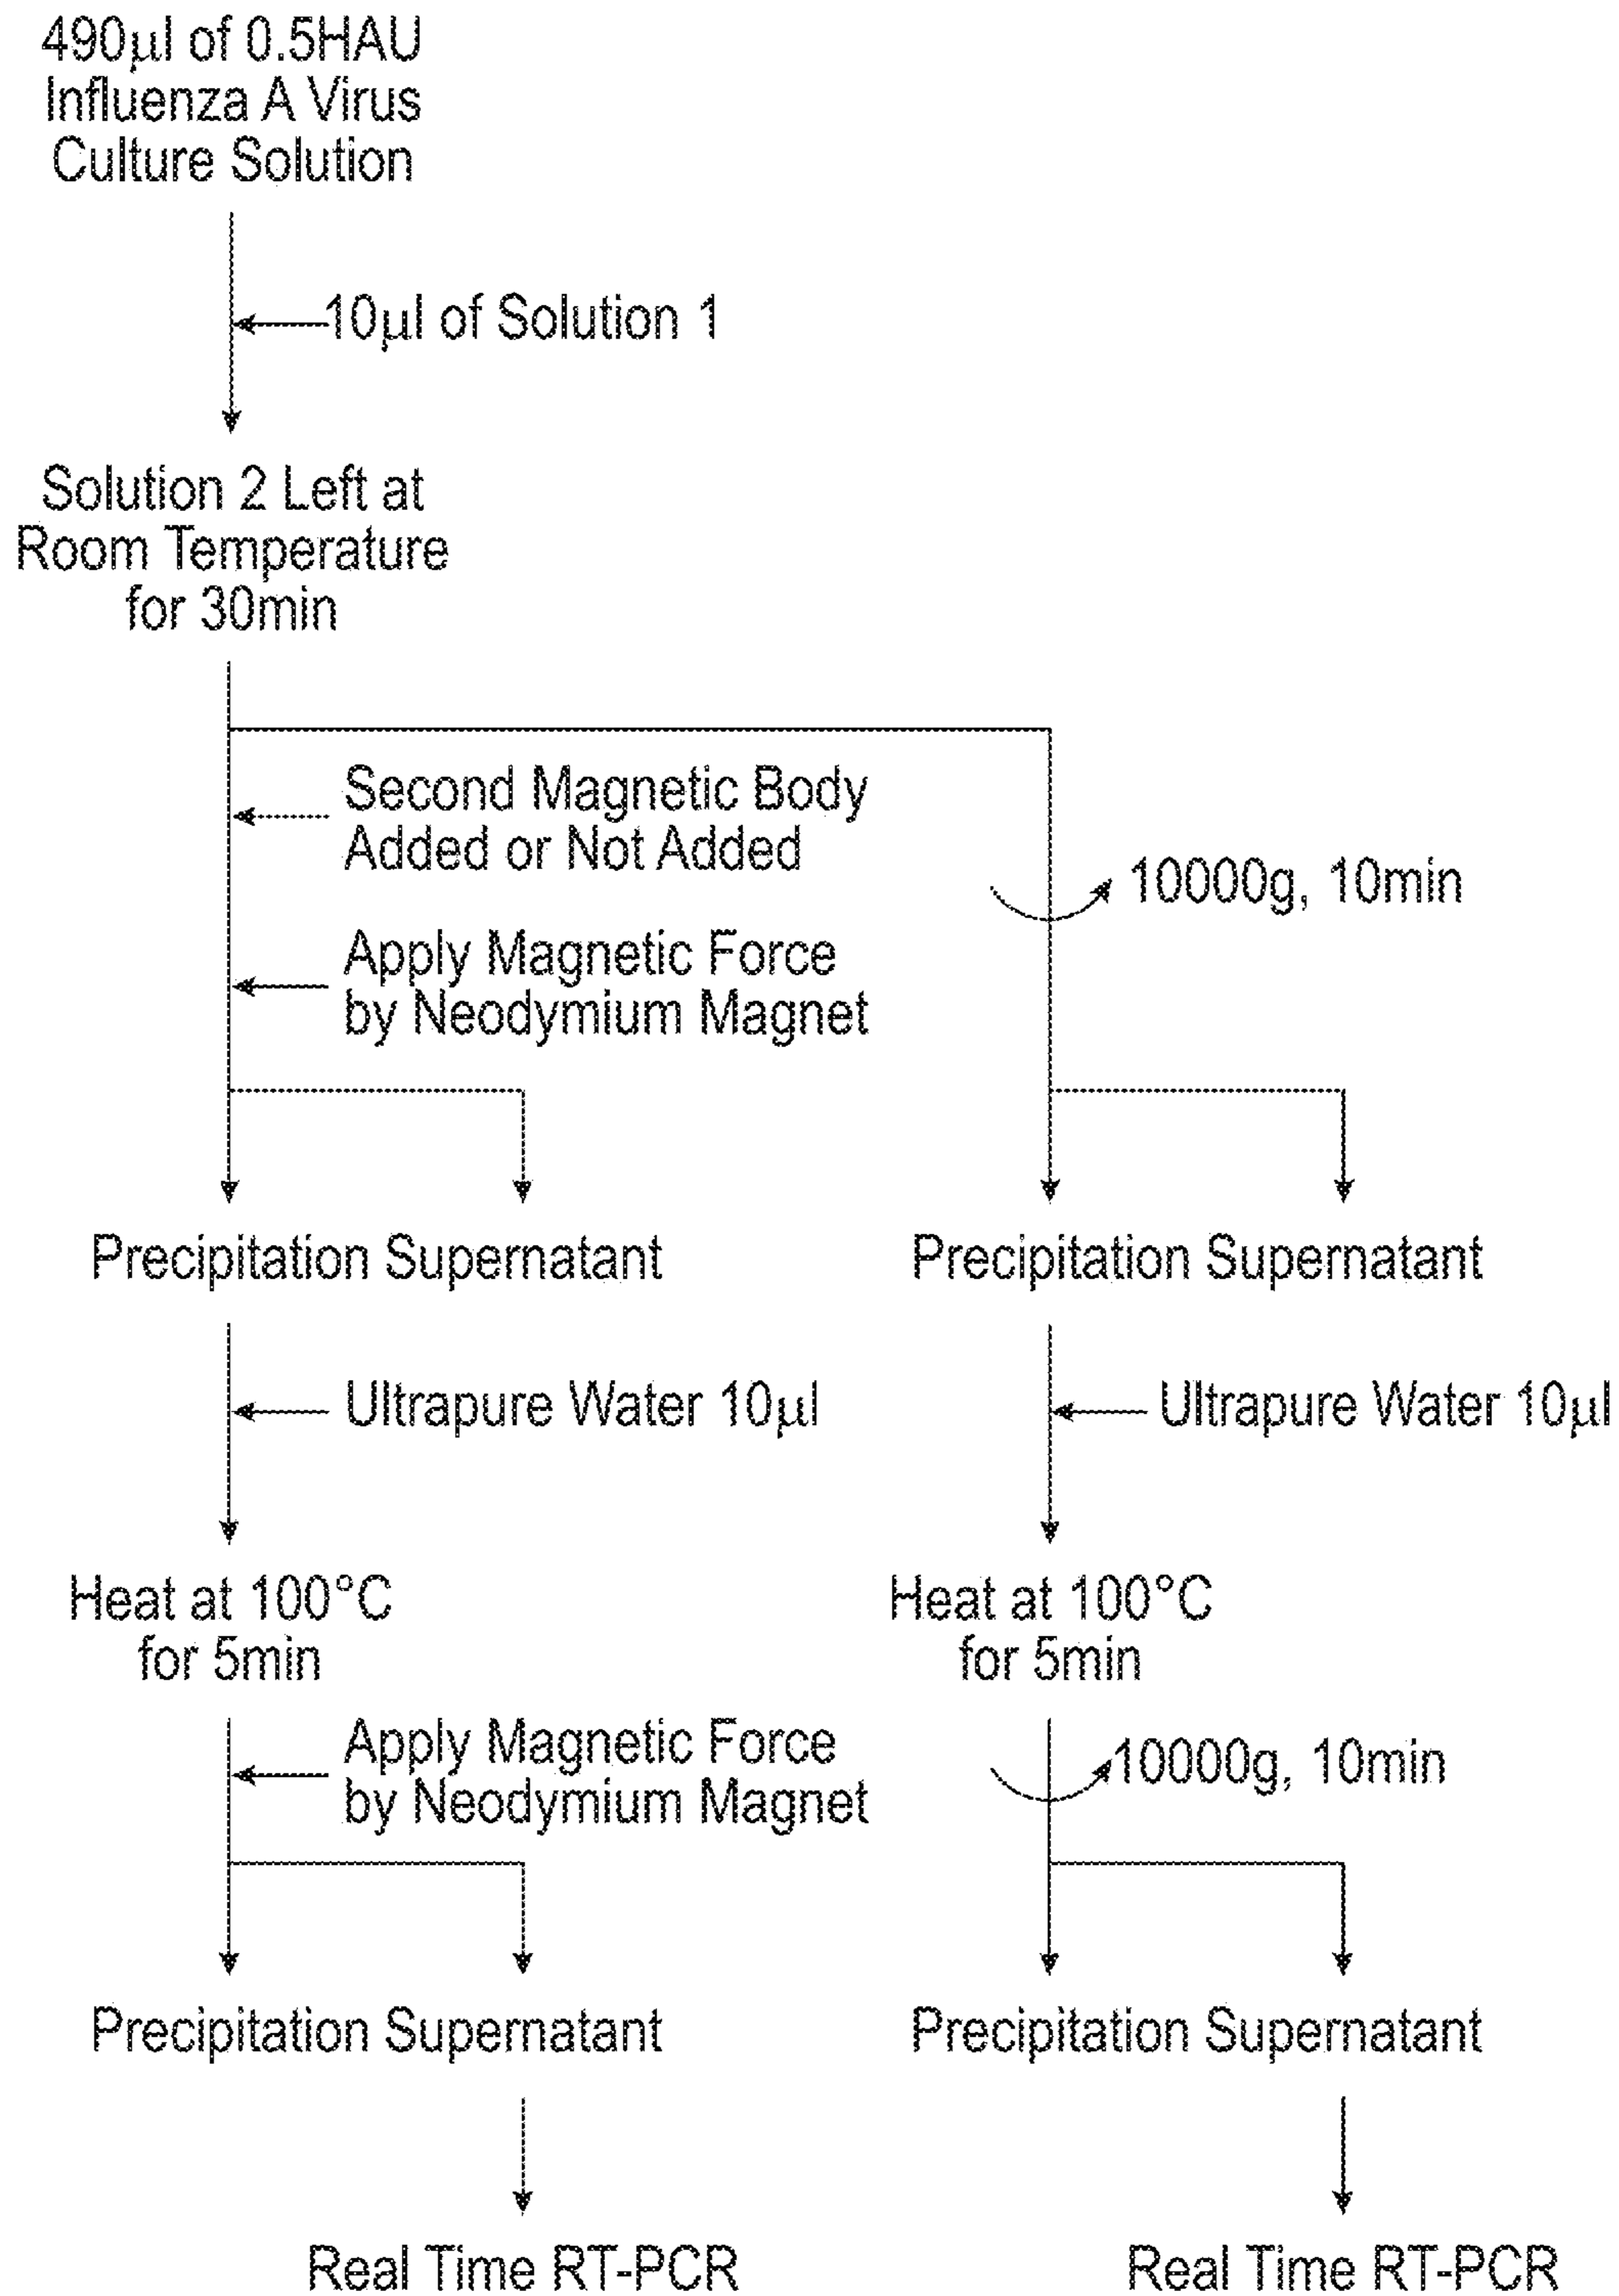 490µl of 0.5HAU
Influenza A Virus
Culture Solution
10µl of Solution 1
Solution 2 Left at
Room Temperature
for 30min
Second Magnetic Body
Added or Not Added
10000g, 10min
Apply Magnetic Force
by Neodymium Magnet
Precipitation Supernatant
Precipitation Supernatant
Ultrapure Water 10µl
Ultrapure Water 10µl
Heat at 100°C
for 5min
Heat at 100°C
for 5min
Apply Magnetic Force
by Neodymium Magnet
10000g, 10min
Precipitation Supernatant
Precipitation Supernatant
Real Time RT-PCR
Real Time RT-PCR